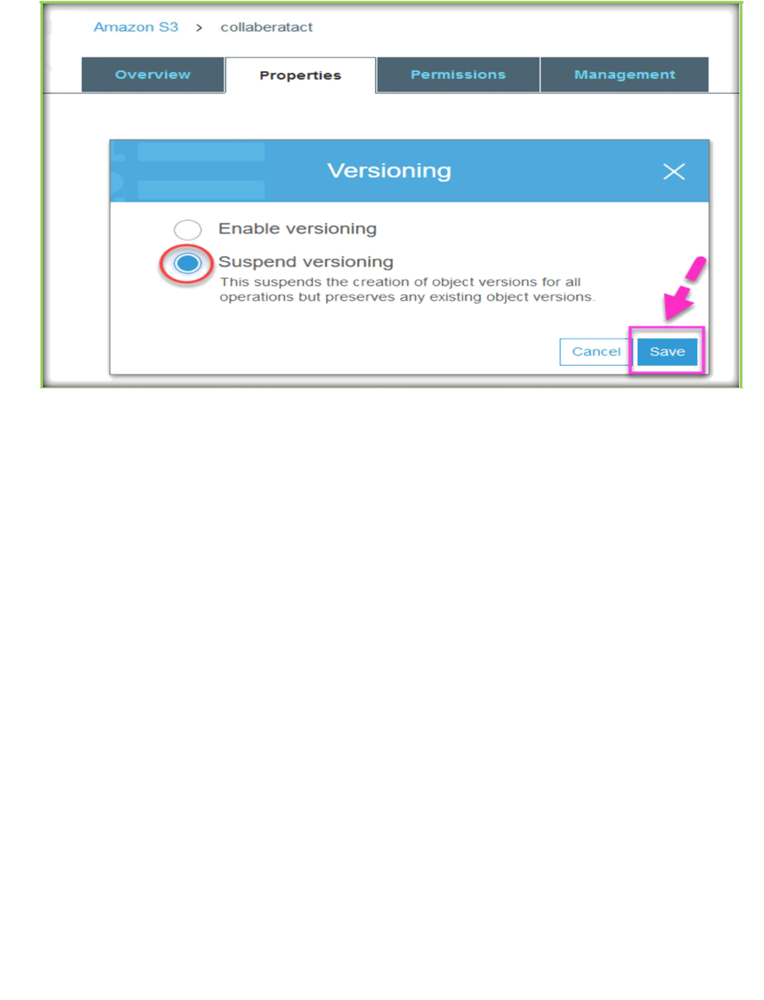 Amazon S3 > collaberatact
Overview Properties Permissions Management
Versioning
Enable versioning
Suspend versioning
This suspends the creation of object versions for all
operations but preserves any existing object versions.
Cancel Save